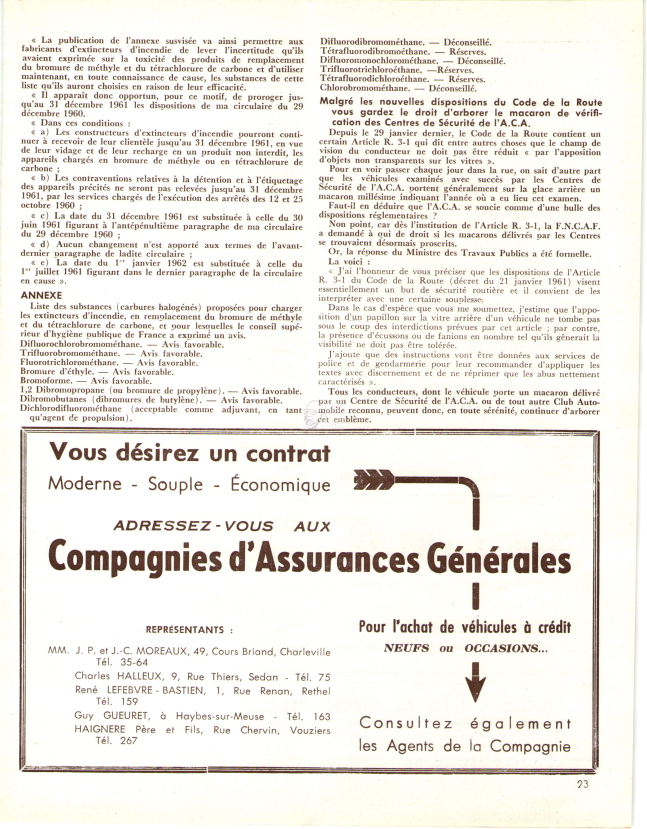 « La publication de l'annexe susvisée va ainsi permettre aux
fabricants d'extincteurs d'incendie de lever l'incertitude qu'ils
avaient exprimée sur la toxicité des produits de remplacement
du bromure de méthyle et du tétrachlorure de carbone et d'utiliser
maintenant, en toute connaissance de cause, les substances de cette
liste qu'ils auront choisies en raison de leur efficacité.
« Il apparaît donc opportun, pour ce motif, de proroger jus-
qu'au 31 décembre 1961 les dispositions de ma circulaire du 29
décembre 1960.
« Dans ces conditions :
« a) Les constructeurs d'extincteurs d'incendie pourront conti-
nuer à recevoir de leur clientèle jusqu'au 31 décembre 1961, en vue
de leur vidage et de leur recharge en un produit non interdit, les
appareils chargés en bromure de méthyle ou en tétrachlorure de
carbone ;
« b) Les contraventions relatives à la détention et à l'étiquetage
des appareils précités ne seront pas relevées jusqu'au 31 décembre
1961, par les services chargés de l'exécution des arrêtés des 12 et 25
octobre 1960 ;
« c) La date du 31 décembre 1961 est substituée à celle du 30
juin 1961 figurant à l'antépénultième paragraphe de ma circulaire
du 29 décembre 1960 ;
« d) Aucun changement n'est apporté aux termes de l'avant-
dernier paragraphe de ladite circulaire ;
« e) La date du 1er janvier 1962 est substituée à celle du
1er juillet 1961 figurant dans le dernier paragraphe de la circulaire
en cause ».
ANNEXE
Liste des substances (carbures halogénés) proposées pour charger
les extincteurs d'incendie, en remplacement du bromure de méthyle
et du tétrachlorure de carbone, et pour lesquelles le conseil supé-
rieur d'hygiène publique de France a exprimé un avis.
Difluorochlorobromométhane. — Avis favorable.
Trifluorobromométhane. — Avis favorable.
Fluorotrichlorométhane. — Avis favorable.
Bromure d'éthyle. — Avis favorable.
Bromoforme. — Avis favorable.
1,2 Dibromopropane (ou bromure de propylène). — Avis favorable.
Dibromobutanes (dibromures de butylène). — Avis favorable.
Dichlorodifluorométhane (acceptable comme adjuvant, en tant
qu'agent de propulsion).
Difluorodibromométhane. — Déconseillé.
Tétrafluorodibromoéthane. — Réserves.
Difluoromonochlorométhane. — Déconseillé.
Trifluorotrichloroéthane. —Réserves.
Tétrafluorodichloroéthane. — Réserves.
Chlorobromométhane. — Déconseillé.
Malgré les nouvelles dispositions du Code de la Route
vous gardez le droit d'arborer le macaron de vérifi-
cation des Centres de Sécurité de l'A.C.A.
Depuis le 29 janvier dernier, le Code de la Route contient un
certain Article R. 3-1 qui dit entre autres choses que le champ de
vision du conducteur ne doit pas être réduit « par l'apposition
d'objets non transparents sur les vitres ».
Pour en voir passer chaque jour dans la rue, on sait d'autre part
que les véhicules examinés avec succès par les Centres de
Sécurité de l'A.C.A. portent généralement sur la glace arrière un
macaron millésime indiquant l'année où a eu lieu cet examen.
Faut-il en déduire que l'A.C.A. se soucie comme d'une bulle des
dispositions réglementaires ?
Non point, car dès l'institution de l'Article R. 3-1, la F.N.C.A.F.
a demandé à qui de droit si les macarons délivrés par les Centres
se trouvaient désormais proscrits.
Or, la réponse du Ministre des Travaux Publics a été formelle.
La voici :
« J'ai l'honneur de vous préciser que les dispositions de l'Article
R. 3-1 du Code de la Route (décret du 21 janvier 1961) visent
essentiellement un but de sécurité routière et il convient de les
interpréter avec une certaine souplesse.
Dans le cas d'espèce que vous me soumettez, j'estime que l'appo-
sition d'un papillon sur la vitre arrière d'un véhicule ne tombe pas
sous le coup des interdictions prévues par cet article ; par contre,
la présence d'écussons ou de fanions en nombre tel qu'ils gênerait la
visibilité ne doit pas être tolérée.
J'ajoute que des instructions vont être données aux services de
police et de gendarmerie pour leur recommander d'appliquer les
textes avec discernement et de ne réprimer que les abus nettement
caractérisés ».
Tous les conducteurs, dont le véhicule porte un macaron délivré
par un Centre de Sécurité de l'A.C.A. ou de tout autre Club Auto-
mobile reconnu, peuvent donc, en toute sérénité, continuer d'arborer
cet emblème.
Vous désirez un contrat
Moderne - Souple - Économique
ADRESSEZ-VOUS AUX
Compagnies d'Assurances Générales
REPRÉSENTANTS :
MM. J. P. et J.-C. MOREAUX, 49, Cours Briand, Charleville
Tél. 35-64
Charles HALLEUX, 9, Rue Thiers, Sedan - Tél. 75
René LEFEBVRE - BASTIEN, 1, Rue Renan, Rethel
Tél. 159
Guy GUEURET, à Haybes-sur-Meuse - Tél. 163
HAIGNERE Père et Fils, Rue Chervin, Vouziers
Tél. 267
Pour l'achat de véhicules à crédit
NEUFS ou OCCASIONS...
Consultez également
les Agents de la Compagnie
23